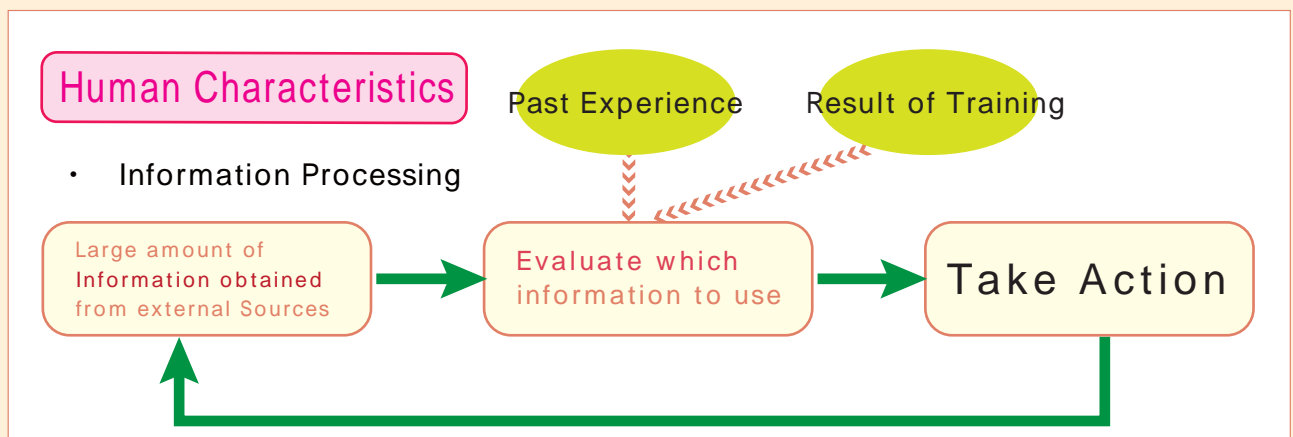 Human Characteristics
Past Experience
Result of Training
・ Information Processing
Large amount of
Information obtained
from external Sources
Evaluate which
information to use
Take Action